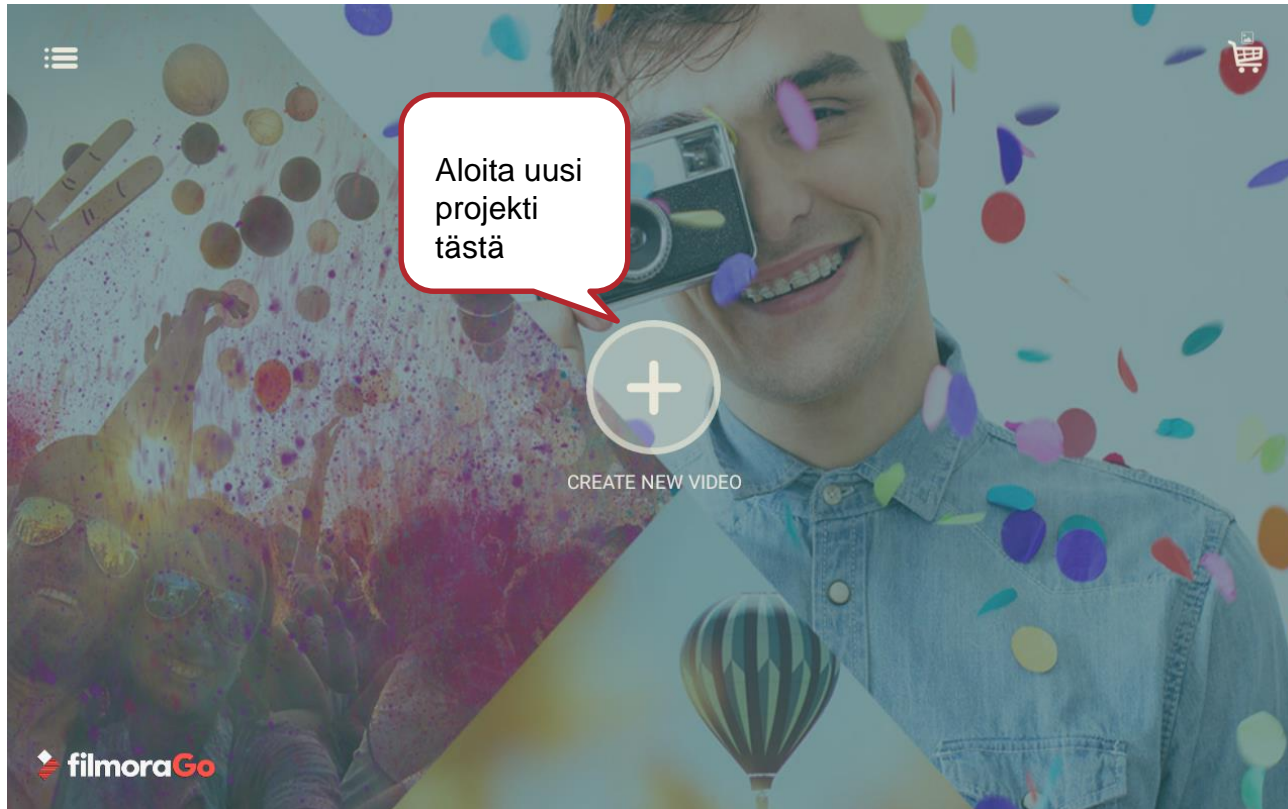 Aloita uusi
projekti
tästä
CREATE NEW VIDEO
filmoraGo